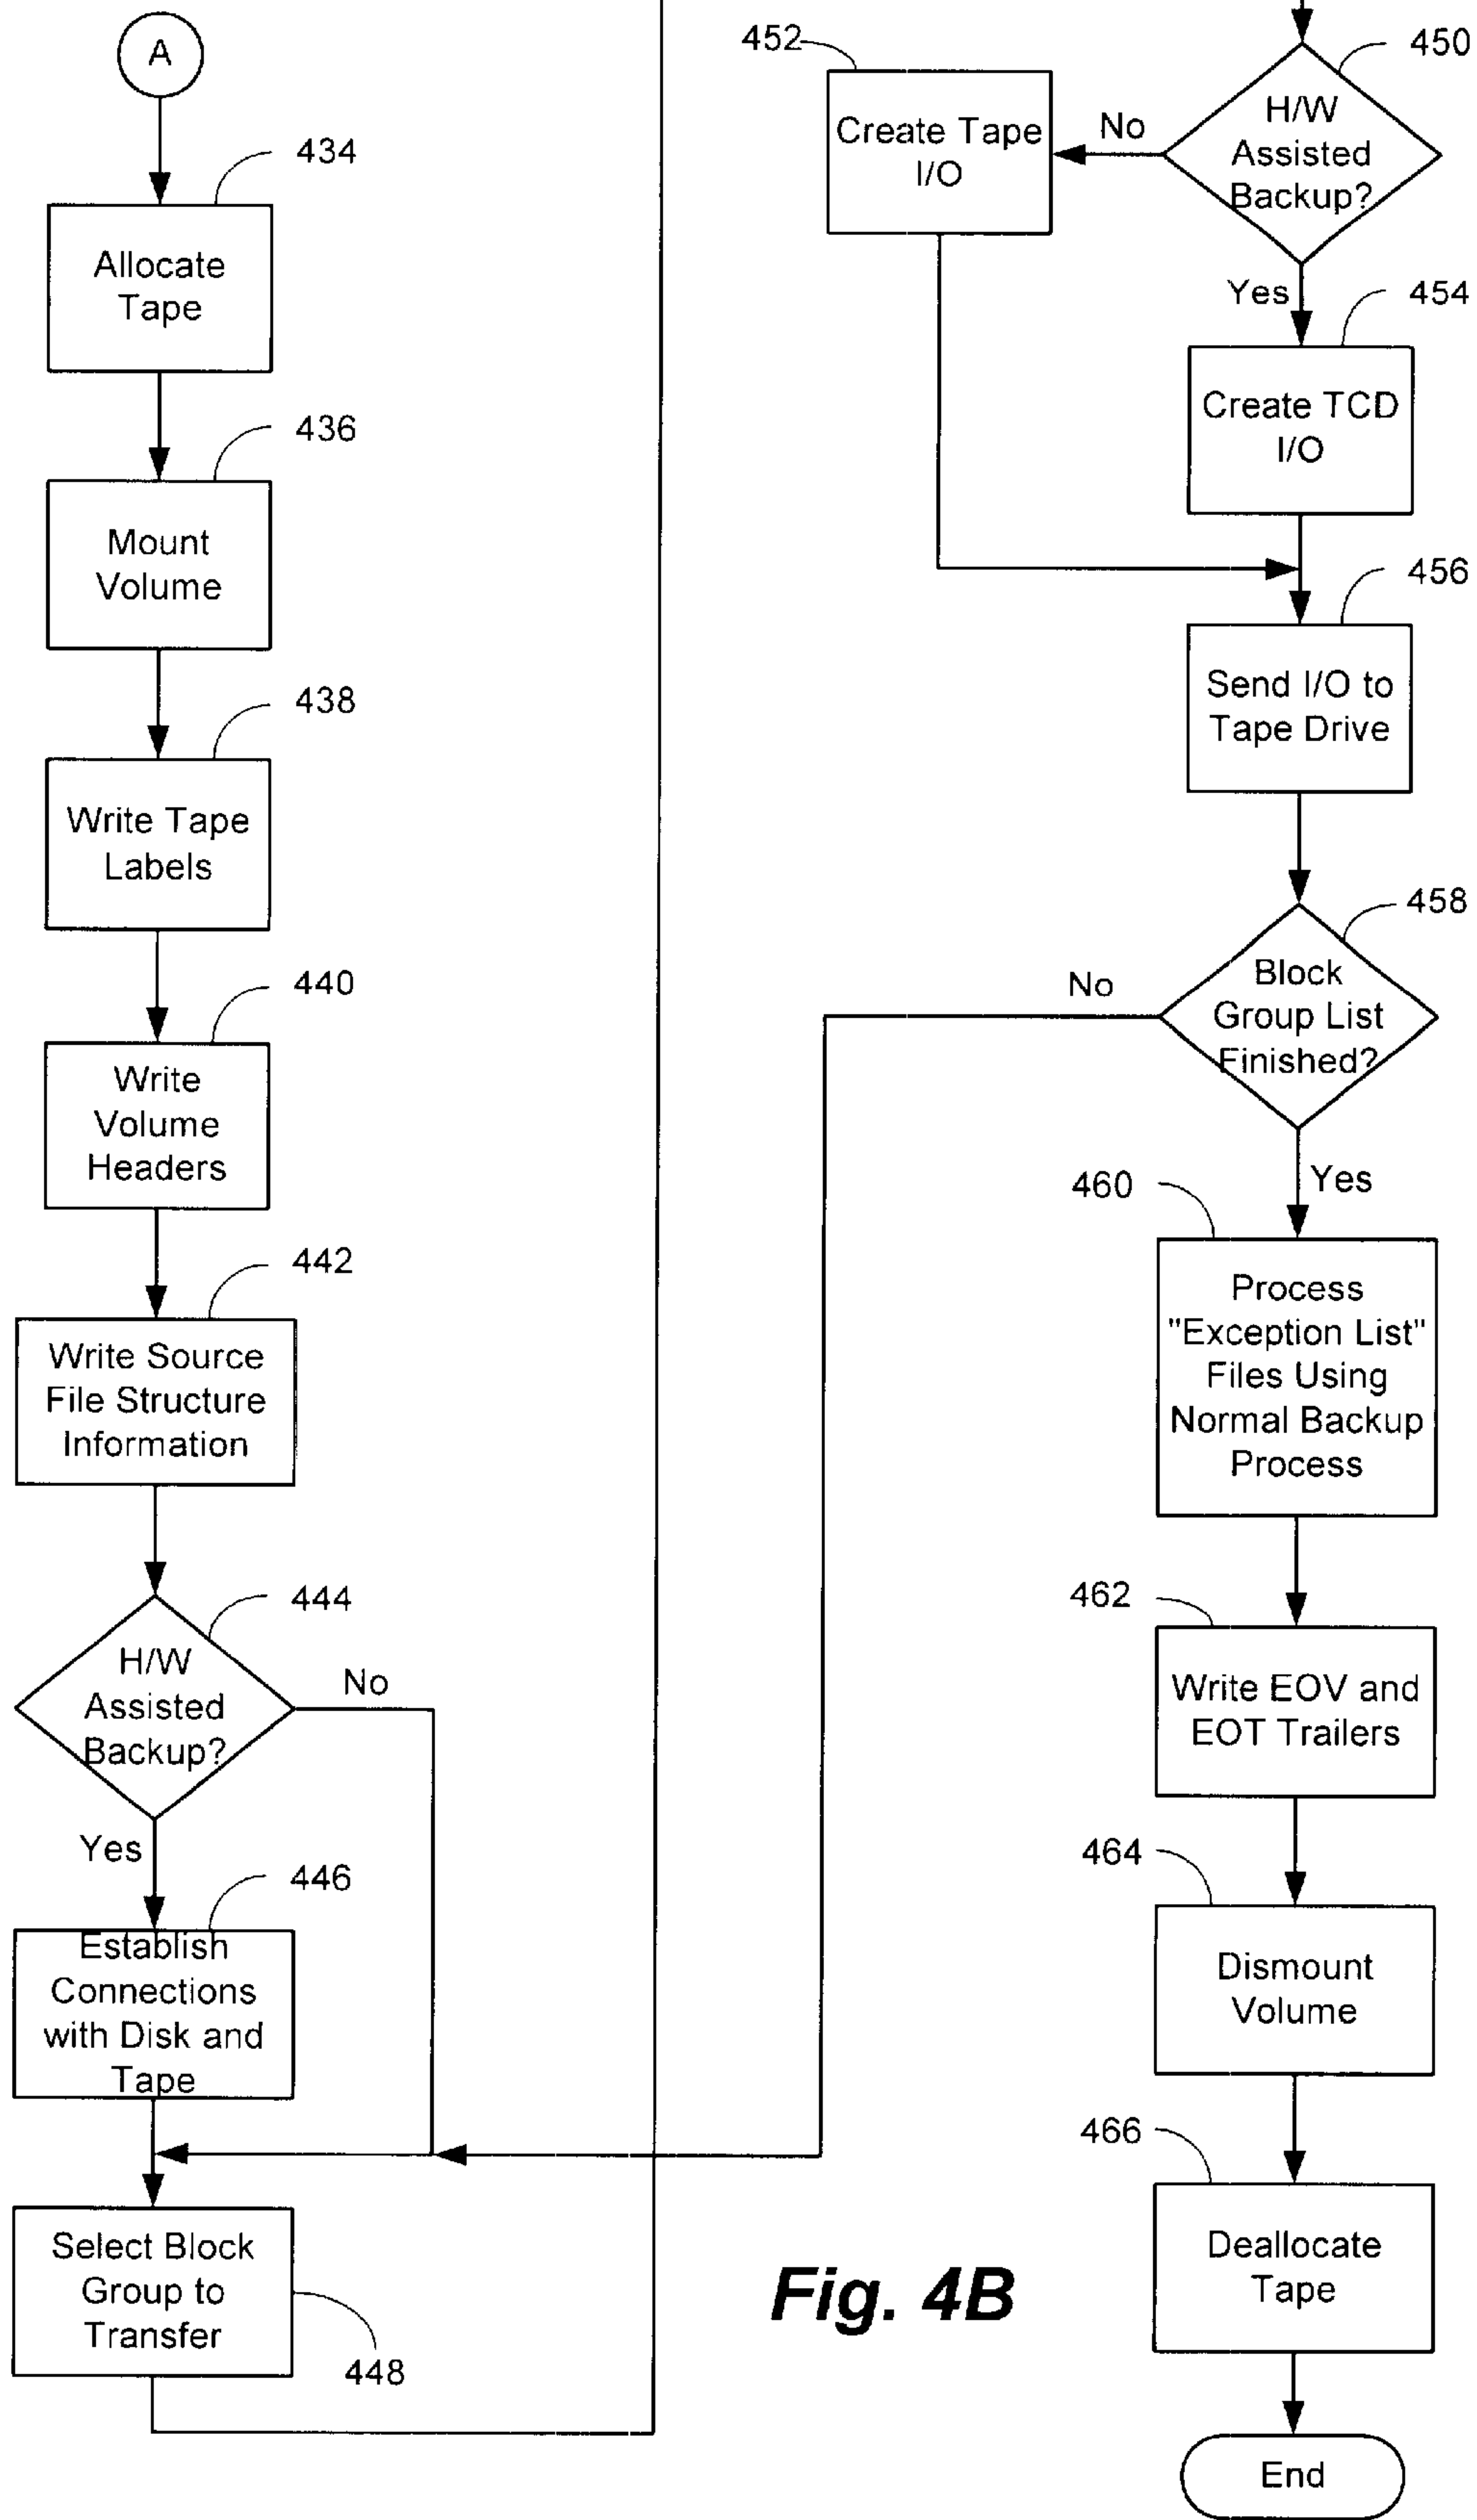 A
434
Allocate
Tape
436
Mount
Volume
438
Write Tape
Labels
440
Write
Volume
Headers
442
Write Source
File Structure
Information
444
H/W
Assisted
Backup?
No
Yes
446
Establish
Connections
with Disk and
Tape
Select Block
Group to
Transfer
448
450
H/W
Assisted
Backup?
No
452
Create Tape
I/O
Yes
454
Create TCD
I/O
456
Send I/O to
Tape Drive
458
Block
Group List
Finished?
No
Yes
460
Process
"Exception List"
Files Using
Normal Backup
Process
462
Write EOV and
EOT Trailers
464
Dismount
Volume
466
Deallocate
Tape
End
Fig. 4B